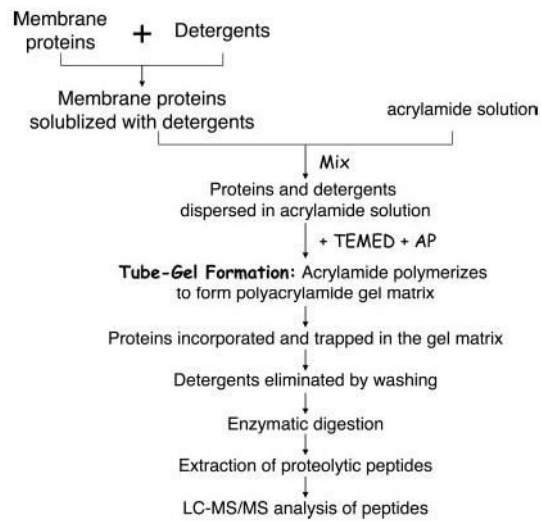 Membrane
proteins + Detergents
Membrane proteins
solublized with detergents
acrylamide solution
Mix
Proteins and detergents
dispersed in acrylamide solution
+ TEMED + AP
Tube-Gel Formation: Acrylamide polymerizes
to form polyacrylamide gel matrix
Proteins incorporated and trapped in the gel matrix
Detergents eliminated by washing
Enzymatic digestion
Extraction of proteolytic peptides
LC-MS/MS analysis of peptides